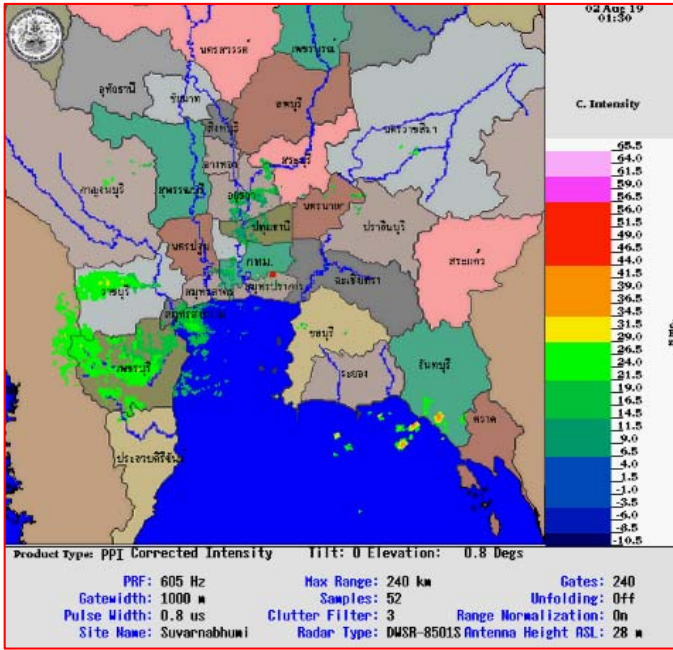 02 Aug 19
01:30
C. Intensity
นครสวรรค์
เพชรบูรณ์
อุทัยธานี
ชัยนาท
ลพบุรี
สิงห์บุรี
นครราชสีมา
อ่างทอง
สระบุรี
กาญจนบุรี
สุพรรณบุรี
อยุธยา
นครนายก
ปทุมธานี
ปราจีนบุรี
นครปฐม
กทม.
สระแก้ว
ฉะเชิงเทรา
ราชบุรี
สมุทรสาคร
สมุทรปราการ
สมุทรสงคราม
ชลบุรี
จันทบุรี
เพชรบุรี
ระยอง
ตราด
ประจวบคีรีขันธ์
65.5
64.0
61.5
59.0
56.5
56.0
51.5
49.0
46.5
44.0
41.5
39.0
36.5
34.0
31.5
29.0
26.5
24.0
21.5
19.0
16.5
14.5
11.5
9.0
6.5
4.0
1.5
-1.0
-3.5
-6.0
-8.5
-10.5
Product Type: PPI Corrected Intensity Tilt: 0 Elevation: 0.8 Degs
PRF: 605 Hz Max Range: 240 km Gates: 240
Gatewidth: 1000 m Samples: 52 Unfolding: Off
Pulse Width: 0.8 us Clutter Filter: 3 Range Normalization: On
Site Name: Suvarnabhumi Radar Type: DWSR-8501S Antenna Height ASL: 28 m